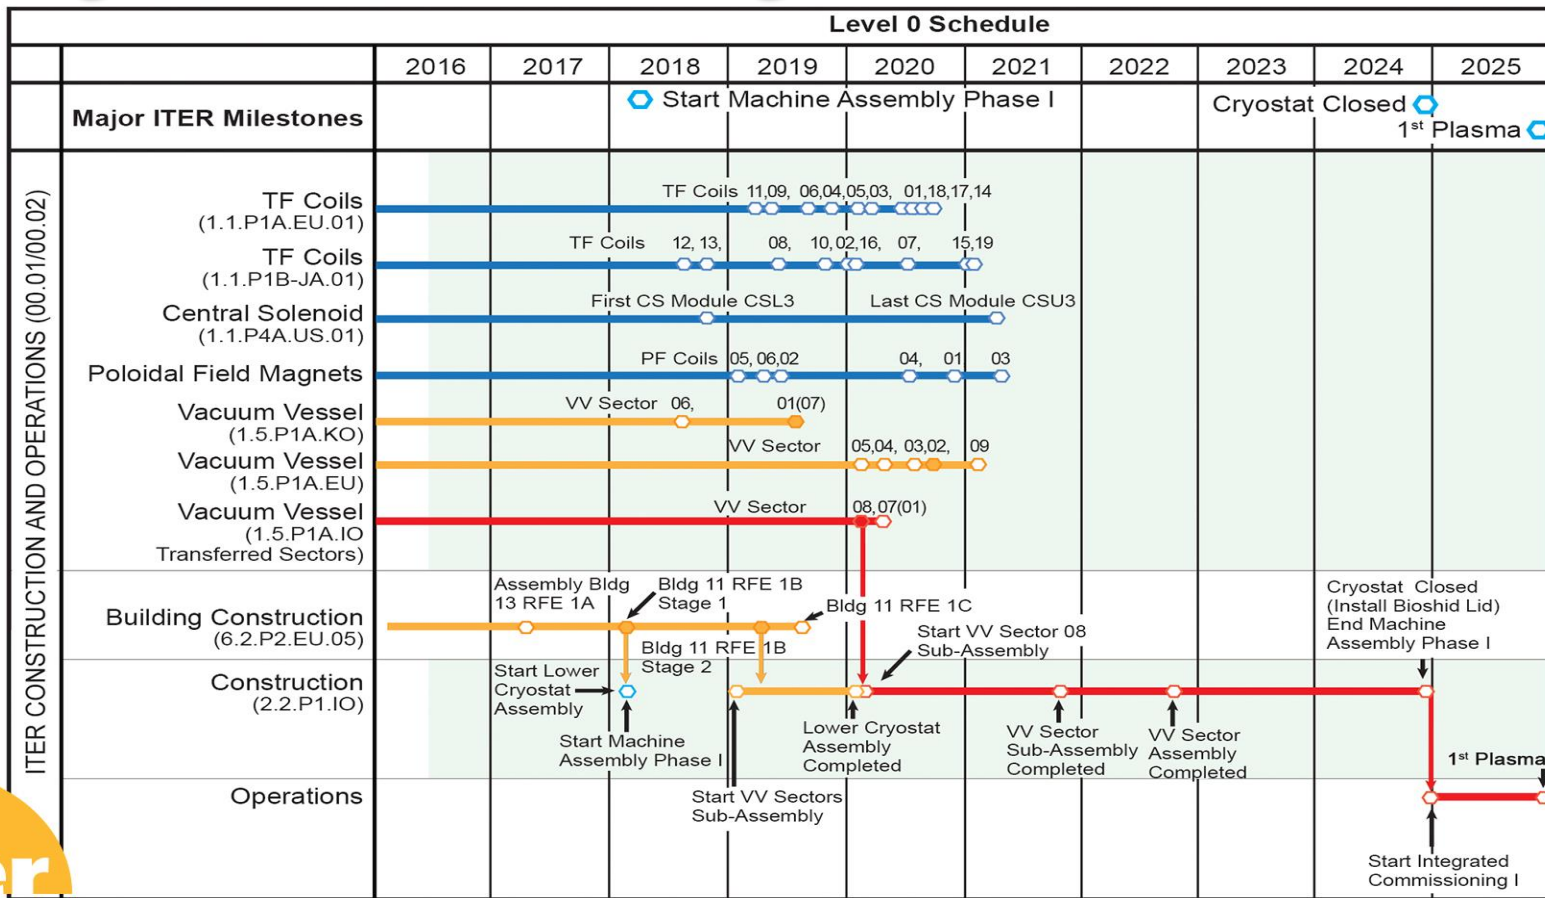 Level 0 Schedule
2016 2017 2018 2019 2020 2021 2022 2023 2024 2025
Major ITER Milestones
Start Machine Assembly Phase I
Cryostat Closed
1st Plasma
ITER CONSTRUCTION AND OPERATIONS (00.01/00.02)
TF Coils
(1.1.P1A.EU.01)
TF Coils 11,09, 06,04,05,03, 01,18,17,14
TF Coils
(1.1.P1B-JA.01)
TF Coils 12, 13, 08, 10, 02,16, 07, 15,19
Central Solenoid
(1.1.P4A.US.01)
First CS Module CSL3 Last CS Module CSU3
Poloidal Field Magnets
PF Coils 05, 06,02 04, 01 03
Vacuum Vessel
(1.5.P1A.KO)
VV Sector 06, 01(07)
Vacuum Vessel
(1.5.P1A.EU)
VV Sector 05,04, 03,02, 09
Vacuum Vessel
(1.5.P1A.IO
Transferred Sectors)
VV Sector 08,07(01)
Building Construction
(6.2.P2.EU.05)
Assembly Bldg
13 RFE 1A
Bldg 11 RFE 1B
Stage 1
Bldg 11 RFE 1C
Bldg 11 RFE 1B
Stage 2
Start VV Sector 08
Sub-Assembly
Cryostat Closed
(Install Bioshid Lid)
End Machine
Assembly Phase I
Construction
(2.2.P1.IO)
Start Lower
Cryostat
Assembly
Start Machine
Assembly Phase I
Lower Cryostat
Assembly
Completed
VV Sector
Sub-Assembly
Completed
VV Sector
Assembly
Completed
1st Plasma
Operations
Start VV Sectors
Sub-Assembly
Start Integrated
Commissioning I
er